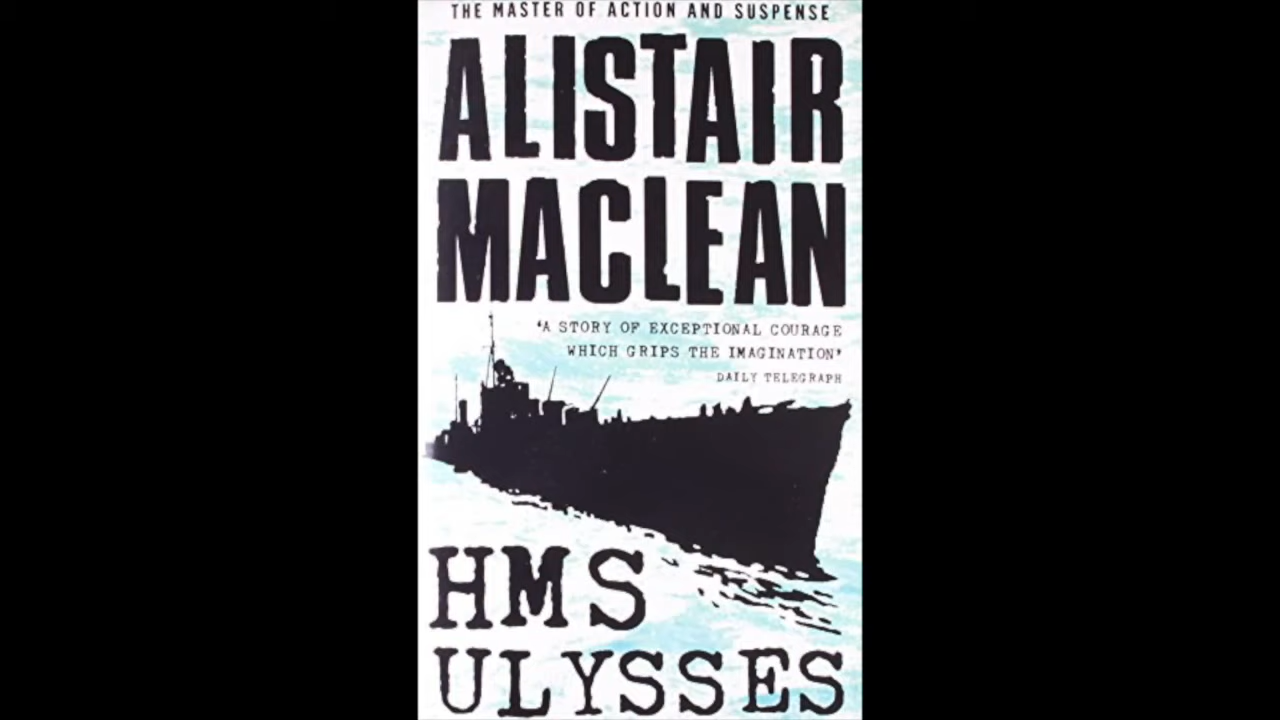 THE MASTER OF ACTION AND SUSPENSE
ALISTAIR
MACLEAN
‘A STORY OF EXCEPTIONAL COURAGE
WHICH GRIPS THE IMAGINATION’
DAILY TELEGRAPH
HMS
ULYSSES